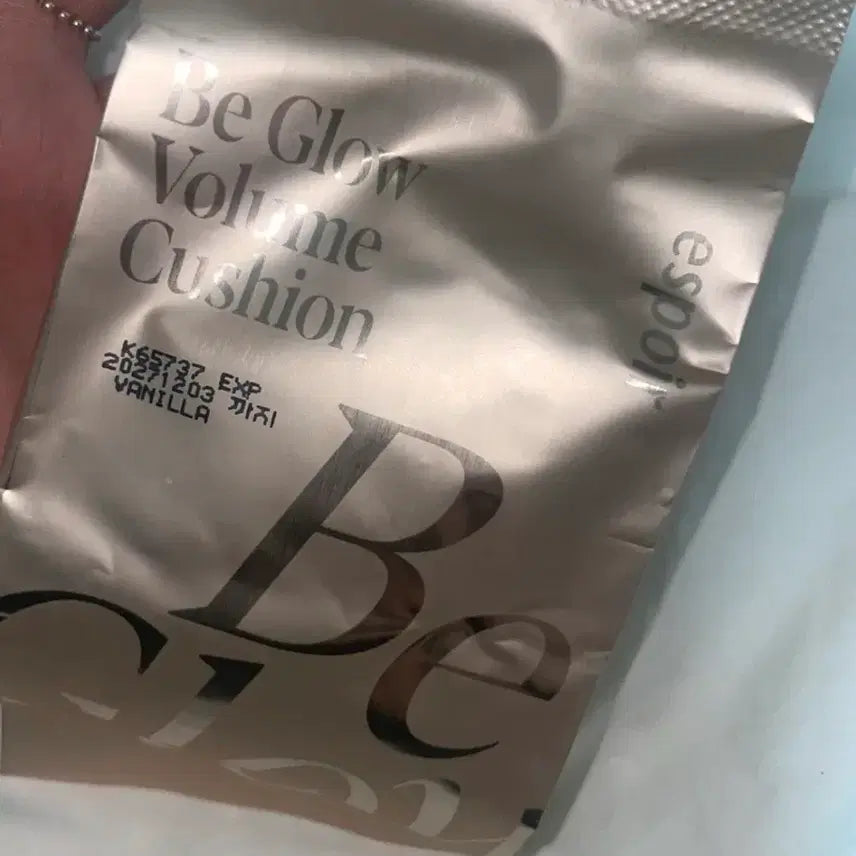 Be Glow
Volume
Cushion
espoir
K65737 EXP
20271203 까지
VANILLA
Be